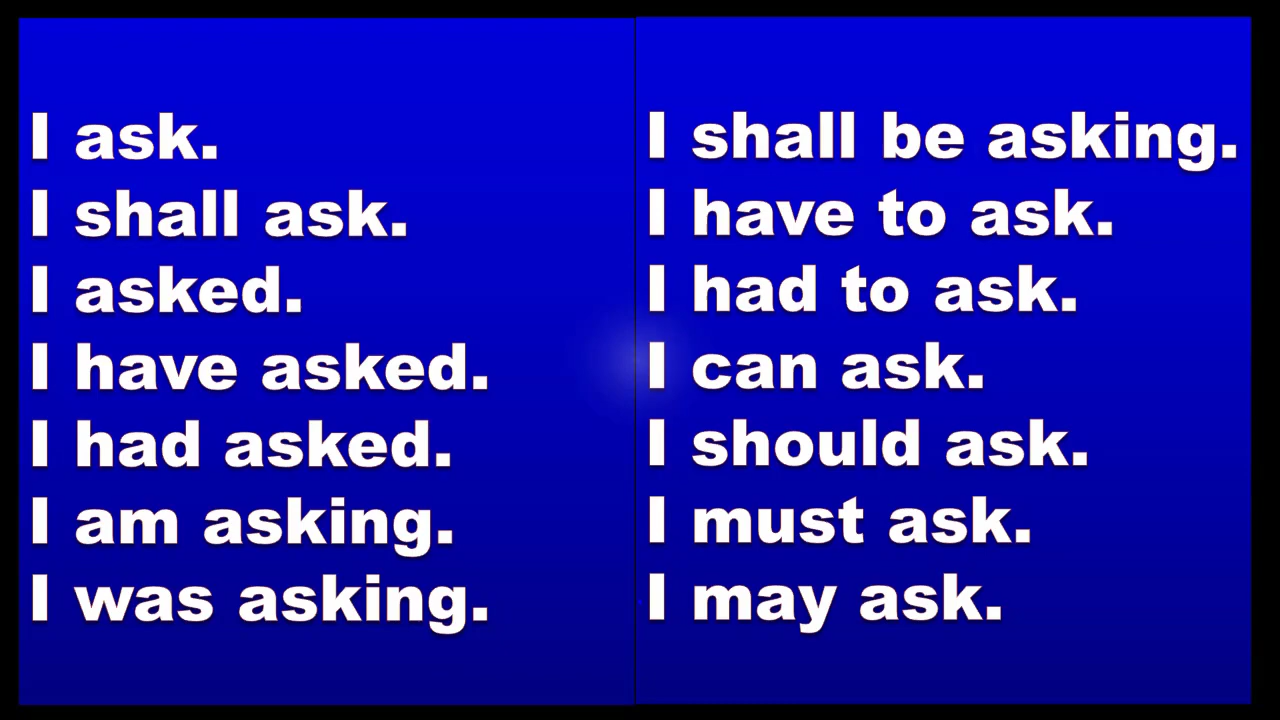 I ask.
I shall ask.
I asked.
I have asked.
I had asked.
I am asking.
I was asking.
I shall be asking.
I have to ask.
I had to ask.
I can ask.
I should ask.
I must ask.
I may ask.